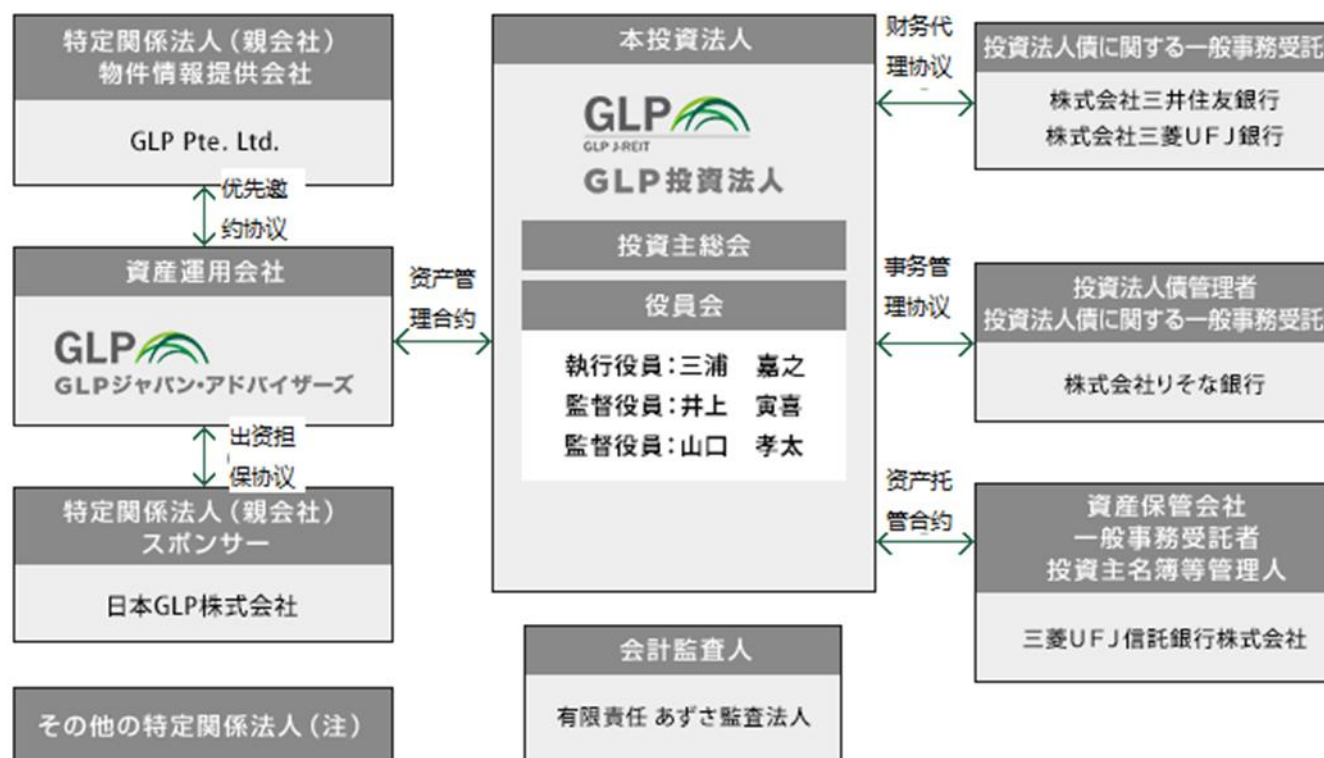 特定関係法人（親会社）
物件情報提供会社
GLP Pte. Ltd.
优先邀
约协议
資産運用会社
GLP
GLPジャパン・アドバイザーズ
出资担
保协议
特定関係法人（親会社）
スポンサー
日本GLP株式会社
その他の特定関係法人（注）
资产管
理合约
本投資法人
GLP
GLP J-REIT
GLP投資法人
投資主総会
役員会
執行役員：三浦　嘉之
監督役員：井上　寅喜
監督役員：山口　孝太
会計監査人
有限責任 あずさ監査法人
财务代
理协议
投資法人債に関する一般事務受託
株式会社三井住友銀行
株式会社三菱UFJ銀行
事务管
理协议
投資法人債管理者
投資法人債に関する一般事務受託
株式会社りそな銀行
资产托
管合约
資産保管会社
一般事務受託者
投資主名簿等管理人
三菱UFJ信託銀行株式会社